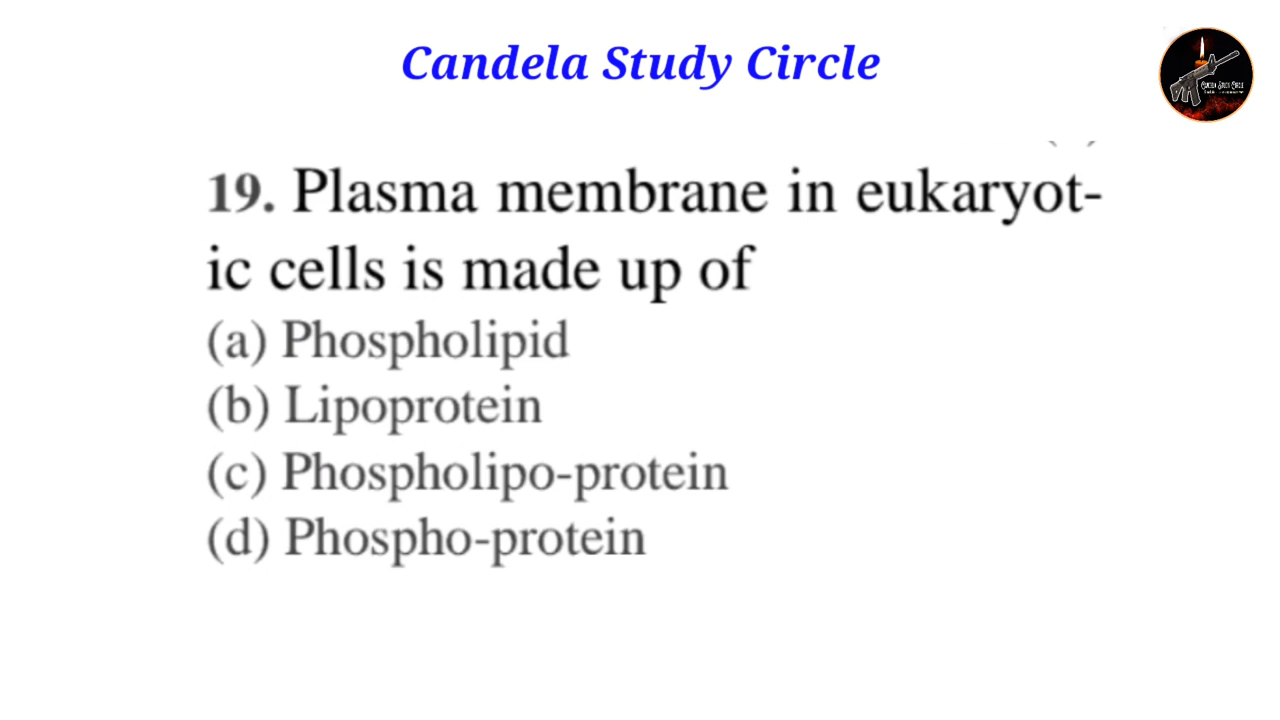 Candela Study Circle
19. Plasma membrane in eukaryot-
ic cells is made up of
(a) Phospholipid
(b) Lipoprotein
(c) Phospholipo-protein
(d) Phospho-protein